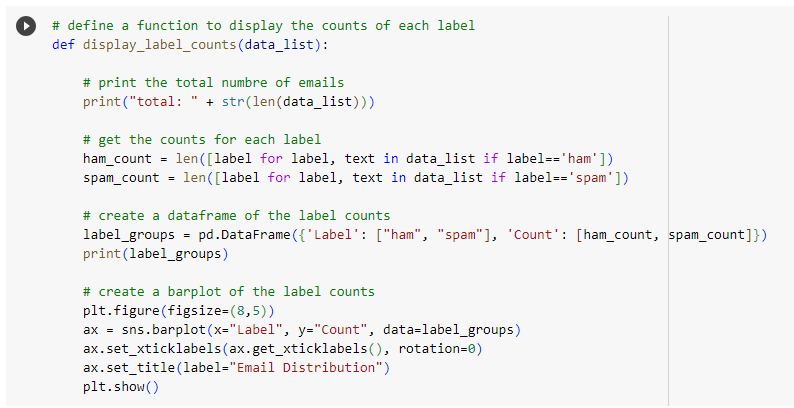 # define a function to display the counts of each label
def display_label_counts(data_list):
# print the total numbre of emails
print("total: " + str(len(data_list)))
# get the counts for each label
ham_count = len([label for label, text in data_list if label=='ham'])
spam_count = len([label for label, text in data_list if label=='spam'])
# create a dataframe of the label counts
label_groups = pd.DataFrame({'Label': ["ham", "spam"], 'Count': [ham_count, spam_count]})
print(label_groups)
# create a barplot of the label counts
plt.figure(figsize=(8,5))
ax = sns.barplot(x="Label", y="Count", data=label_groups)
ax.set_xticklabels(ax.get_xticklabels(), rotation=0)
ax.set_title(label="Email Distribution")
plt.show()